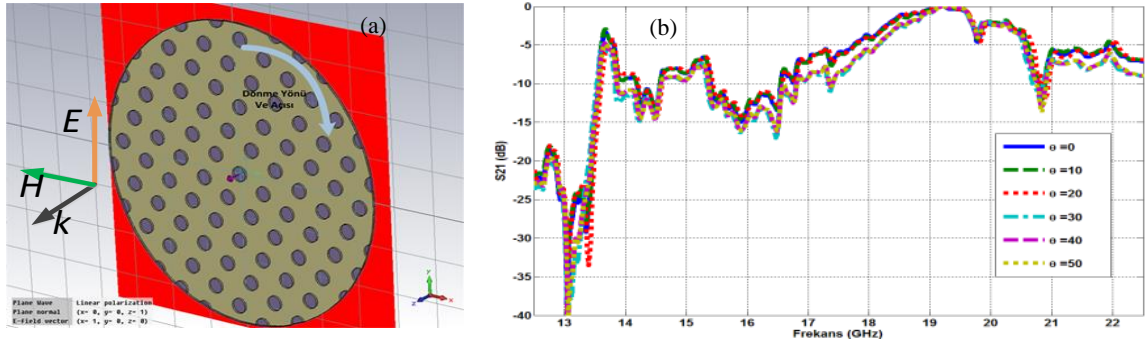 (a)
Dönme Yönü
Ve Açısı
E
H
k
y
x
z
Plane Wave Linear polarization
Plane normal (x- 0, y- 0, z- 1)
E-field vector (x- 1, y- 0, z- 0)
(b)
0
-5
-10
-15
-20
-25
-30
-35
-40
S21 (dB)
13 14 15 16 17 18 19 20 21 22
Frekans (GHz)
θ =0
θ =10
θ =20
θ =30
θ =40
θ =50